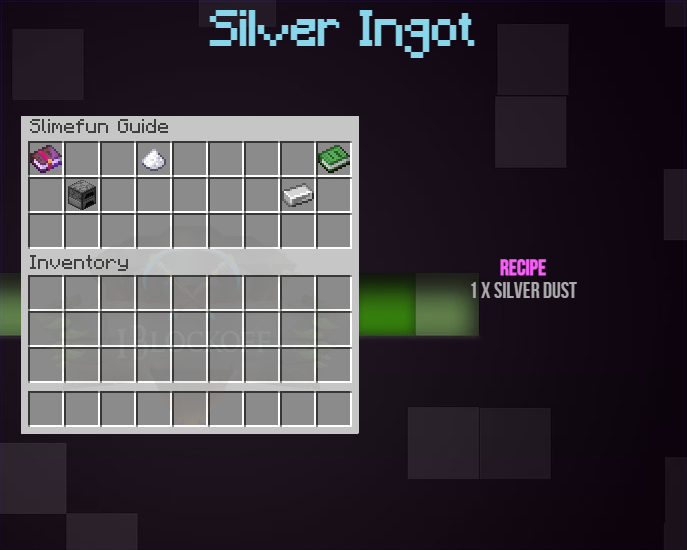 Silver Ingot
Slimefun Guide
Inventory
RECIPE
1 X SILVER DUST